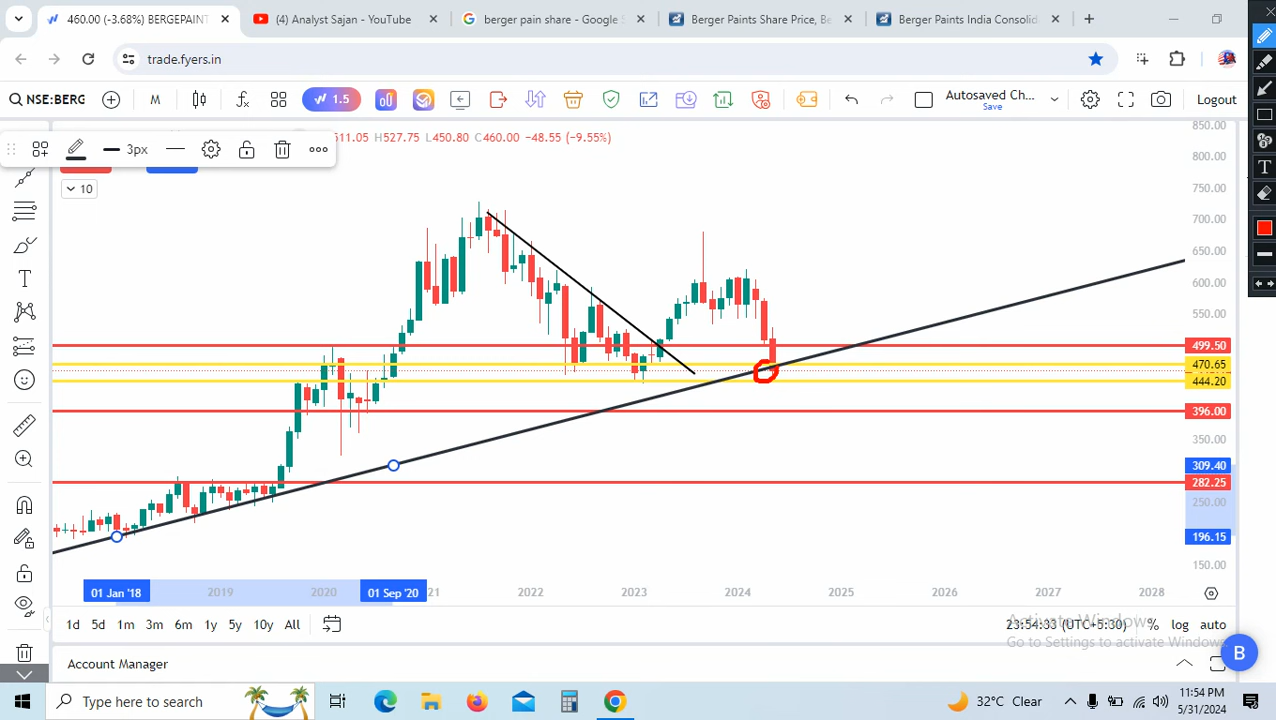 460.00 (-3.68%) BERGEPAINT
(4) Analyst Sajan - YouTube
berger pain share - Google S
Berger Paints Share Price, Be
Berger Paints India Consolid
trade.fyers.in
NSE:BERG
M
1.5
Autosaved Ch...
Save
Logout
3px
H527.75 L450.80 C460.00 -48.55 (-9.55%)
10
T
T
850.00
800.00
750.00
700.00
650.00
600.00
550.00
499.50
470.65
444.20
396.00
350.00
309.40
282.25
250.00
196.15
150.00
01 Jan '18
2019
2020
01 Sep '20
21
2022
2023
2024
2025
2026
2027
2028
1d 5d 1m 3m 6m 1y 5y 10y All
23:54:33 (UTC+5:30) % log auto
Activate Windows
Go to Settings to activate Windows.
Account Manager
B
Type here to search
32°C Clear
11:54 PM
5/31/2024